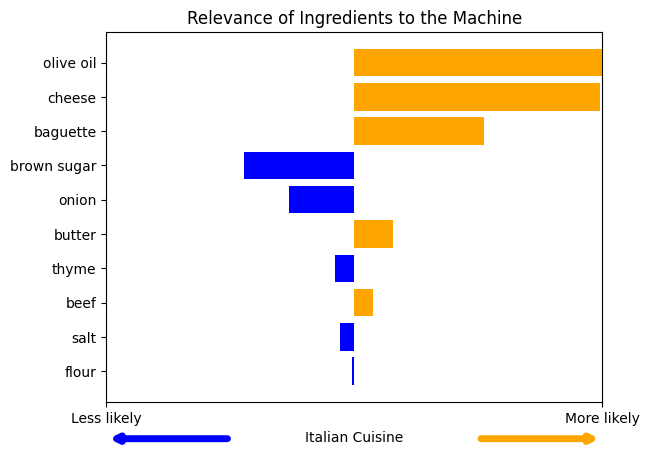 Relevance of Ingredients to the Machine
olive oil
cheese
baguette
brown sugar
onion
butter
thyme
beef
salt
flour
Less likely
More likely
Italian Cuisine